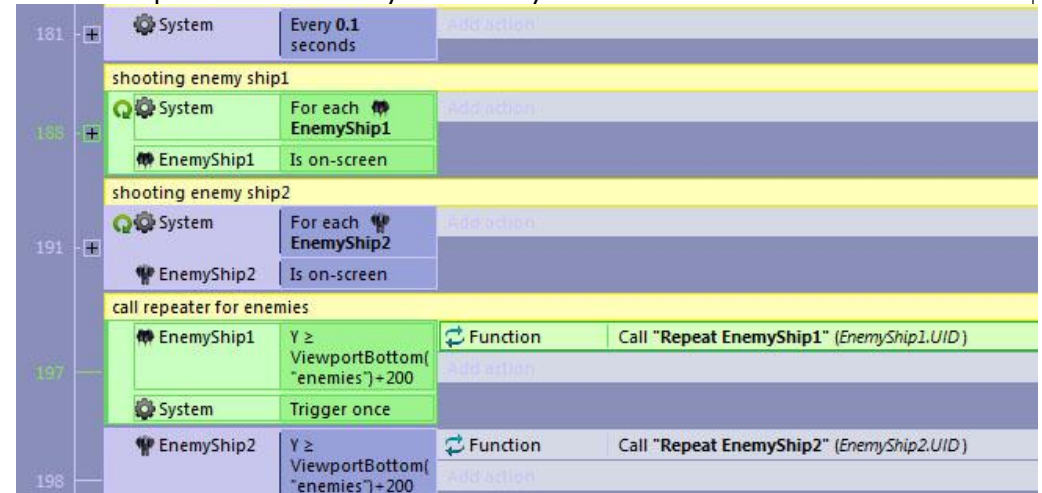 181 System Every 0.1 Add action
seconds
shooting enemy ship1
System For each Add action
EnemyShip1
188
EnemyShip1 Is on-screen
shooting enemy ship2
System For each Add action
EnemyShip2
191
EnemyShip2 Is on-screen
call repeater for enemies
EnemyShip1 Y ≥ Function Call "Repeat EnemyShip1" (EnemyShip1.UID)
ViewportBottom(
197 "enemies")+200 Add action
System Trigger once
EnemyShip2 Y ≥ Function Call "Repeat EnemyShip2" (EnemyShip2.UID)
ViewportBottom(
198 "enemies")+200 Add action